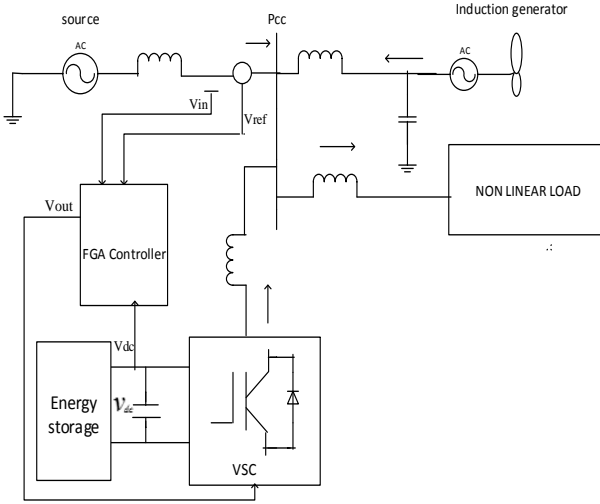 Induction generator
source
Pcc
AC
AC
Vin
Vref
NON LINEAR LOAD
Vout
FGA Controller
.:
Vdc
Energy
storage
Vdc
VSC